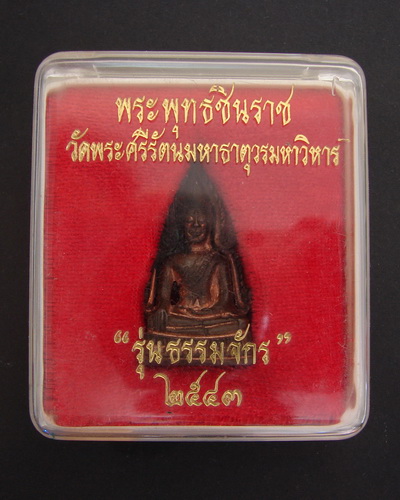 พระพุทธชินราช
วัดพระศรีรัตนมหาธาตุวรมหาวิหาร
“รุ่นธรรมจักร”
๒๕๔๓